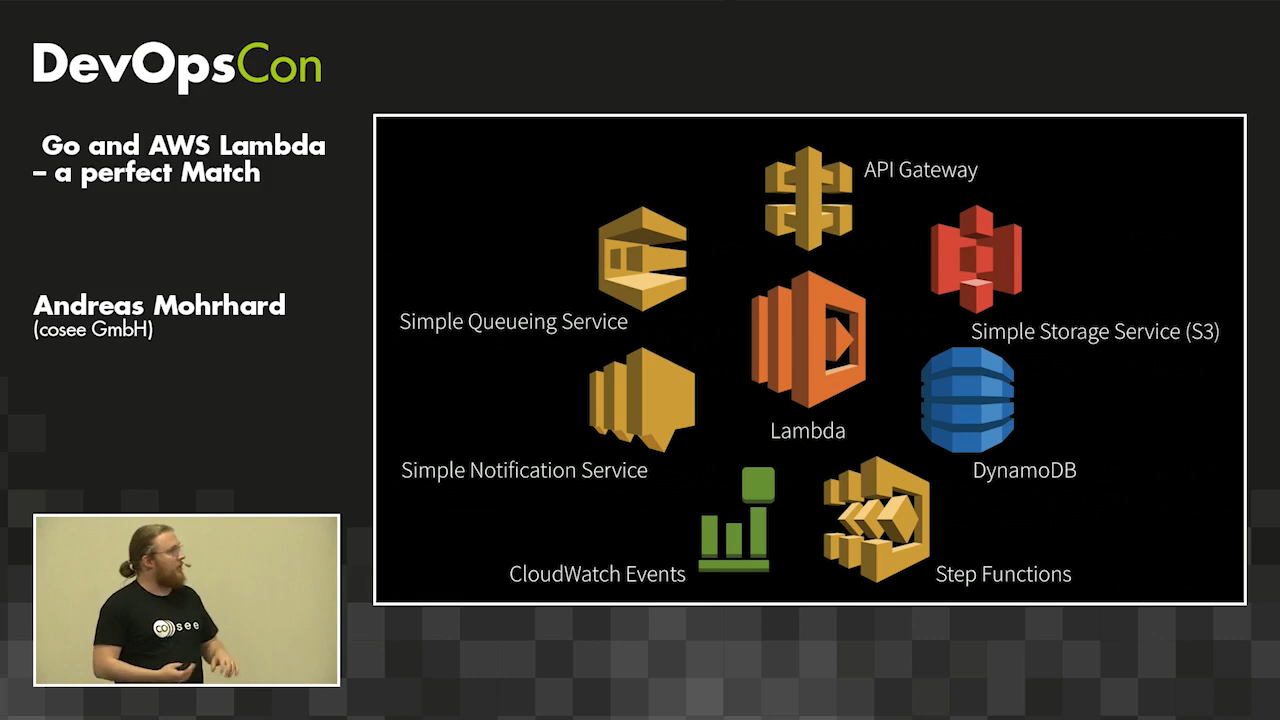 DevOpsCon
Go and AWS Lambda
– a perfect Match
Andreas Mohrhard
(cosee GmbH)
API Gateway
Simple Queueing Service
Simple Storage Service (S3)
Lambda
Simple Notification Service
DynamoDB
CloudWatch Events
Step Functions
cosee